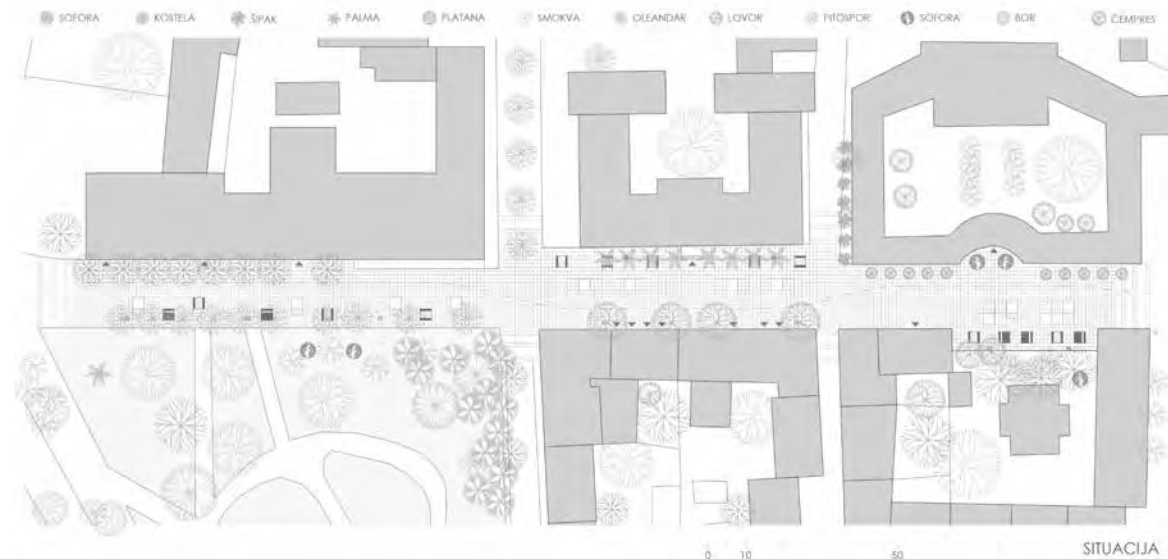 SOFORA KOSTELA ŠIPAK PALMA PLATANA SMOKVA OLEANDAR LOVOR PITOSPOR SOFORA BOR ČEMPRES
0 10 50
SITUACIJA